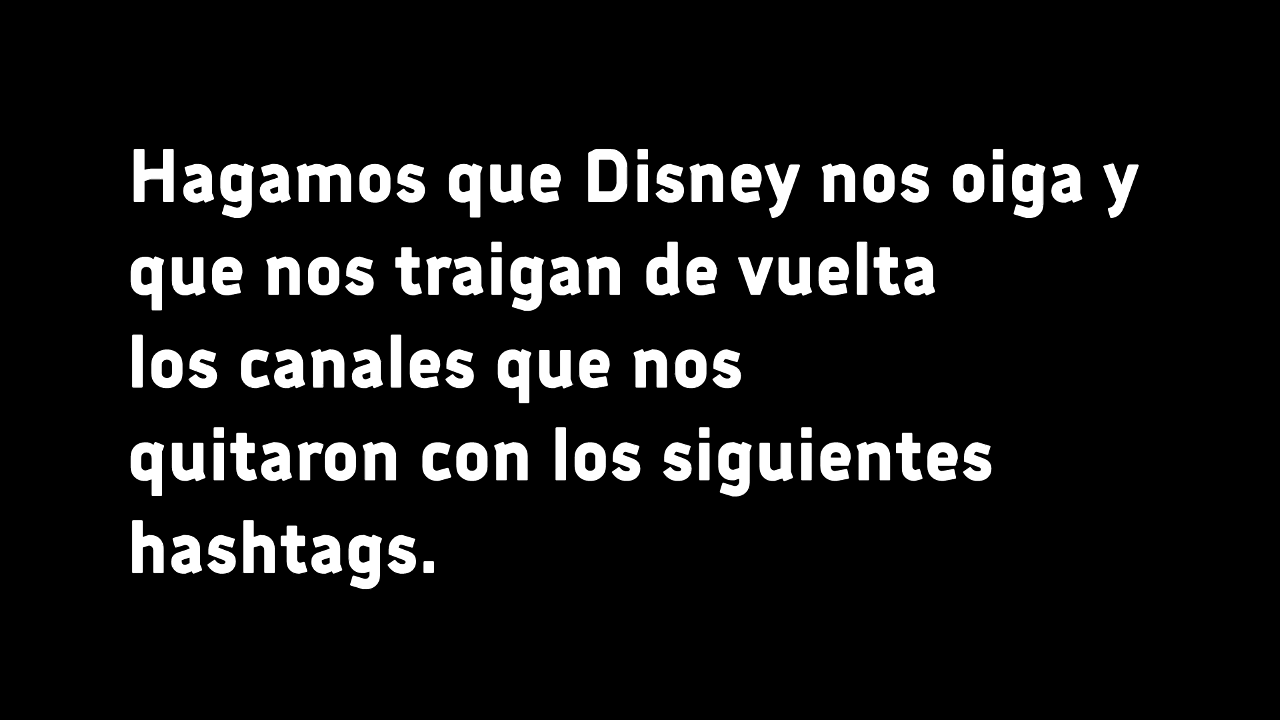 Hagamos que Disney nos oiga y
que nos traigan de vuelta
los canales que nos
quitaron con los siguientes
hashtags.